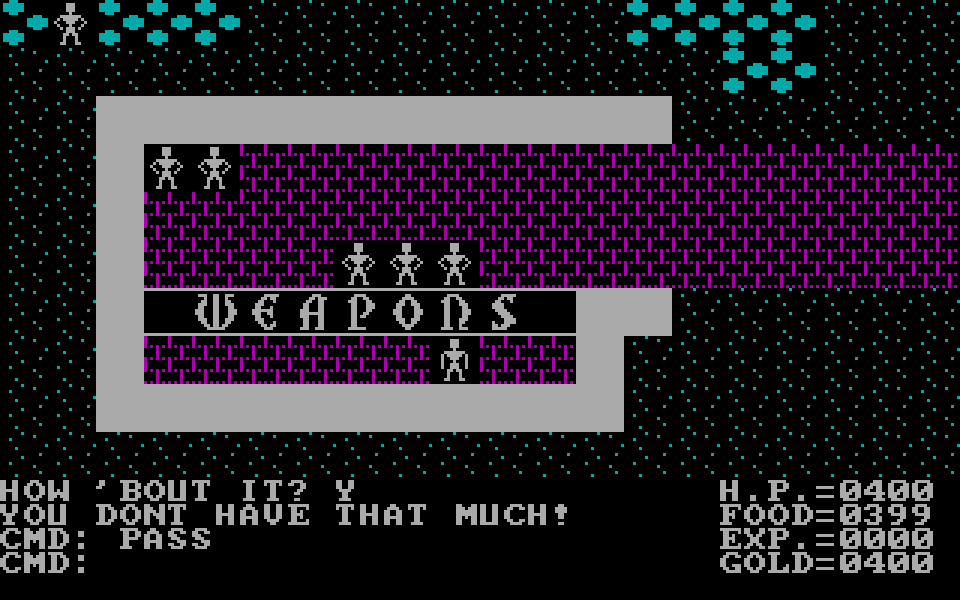 WEAPONS
HOW 'BOUT IT? Y
YOU DONT HAVE THAT MUCH!
CMD: PASS
CMD:
H.P.=0400
FOOD=0399
EXP.=0000
GOLD=0400